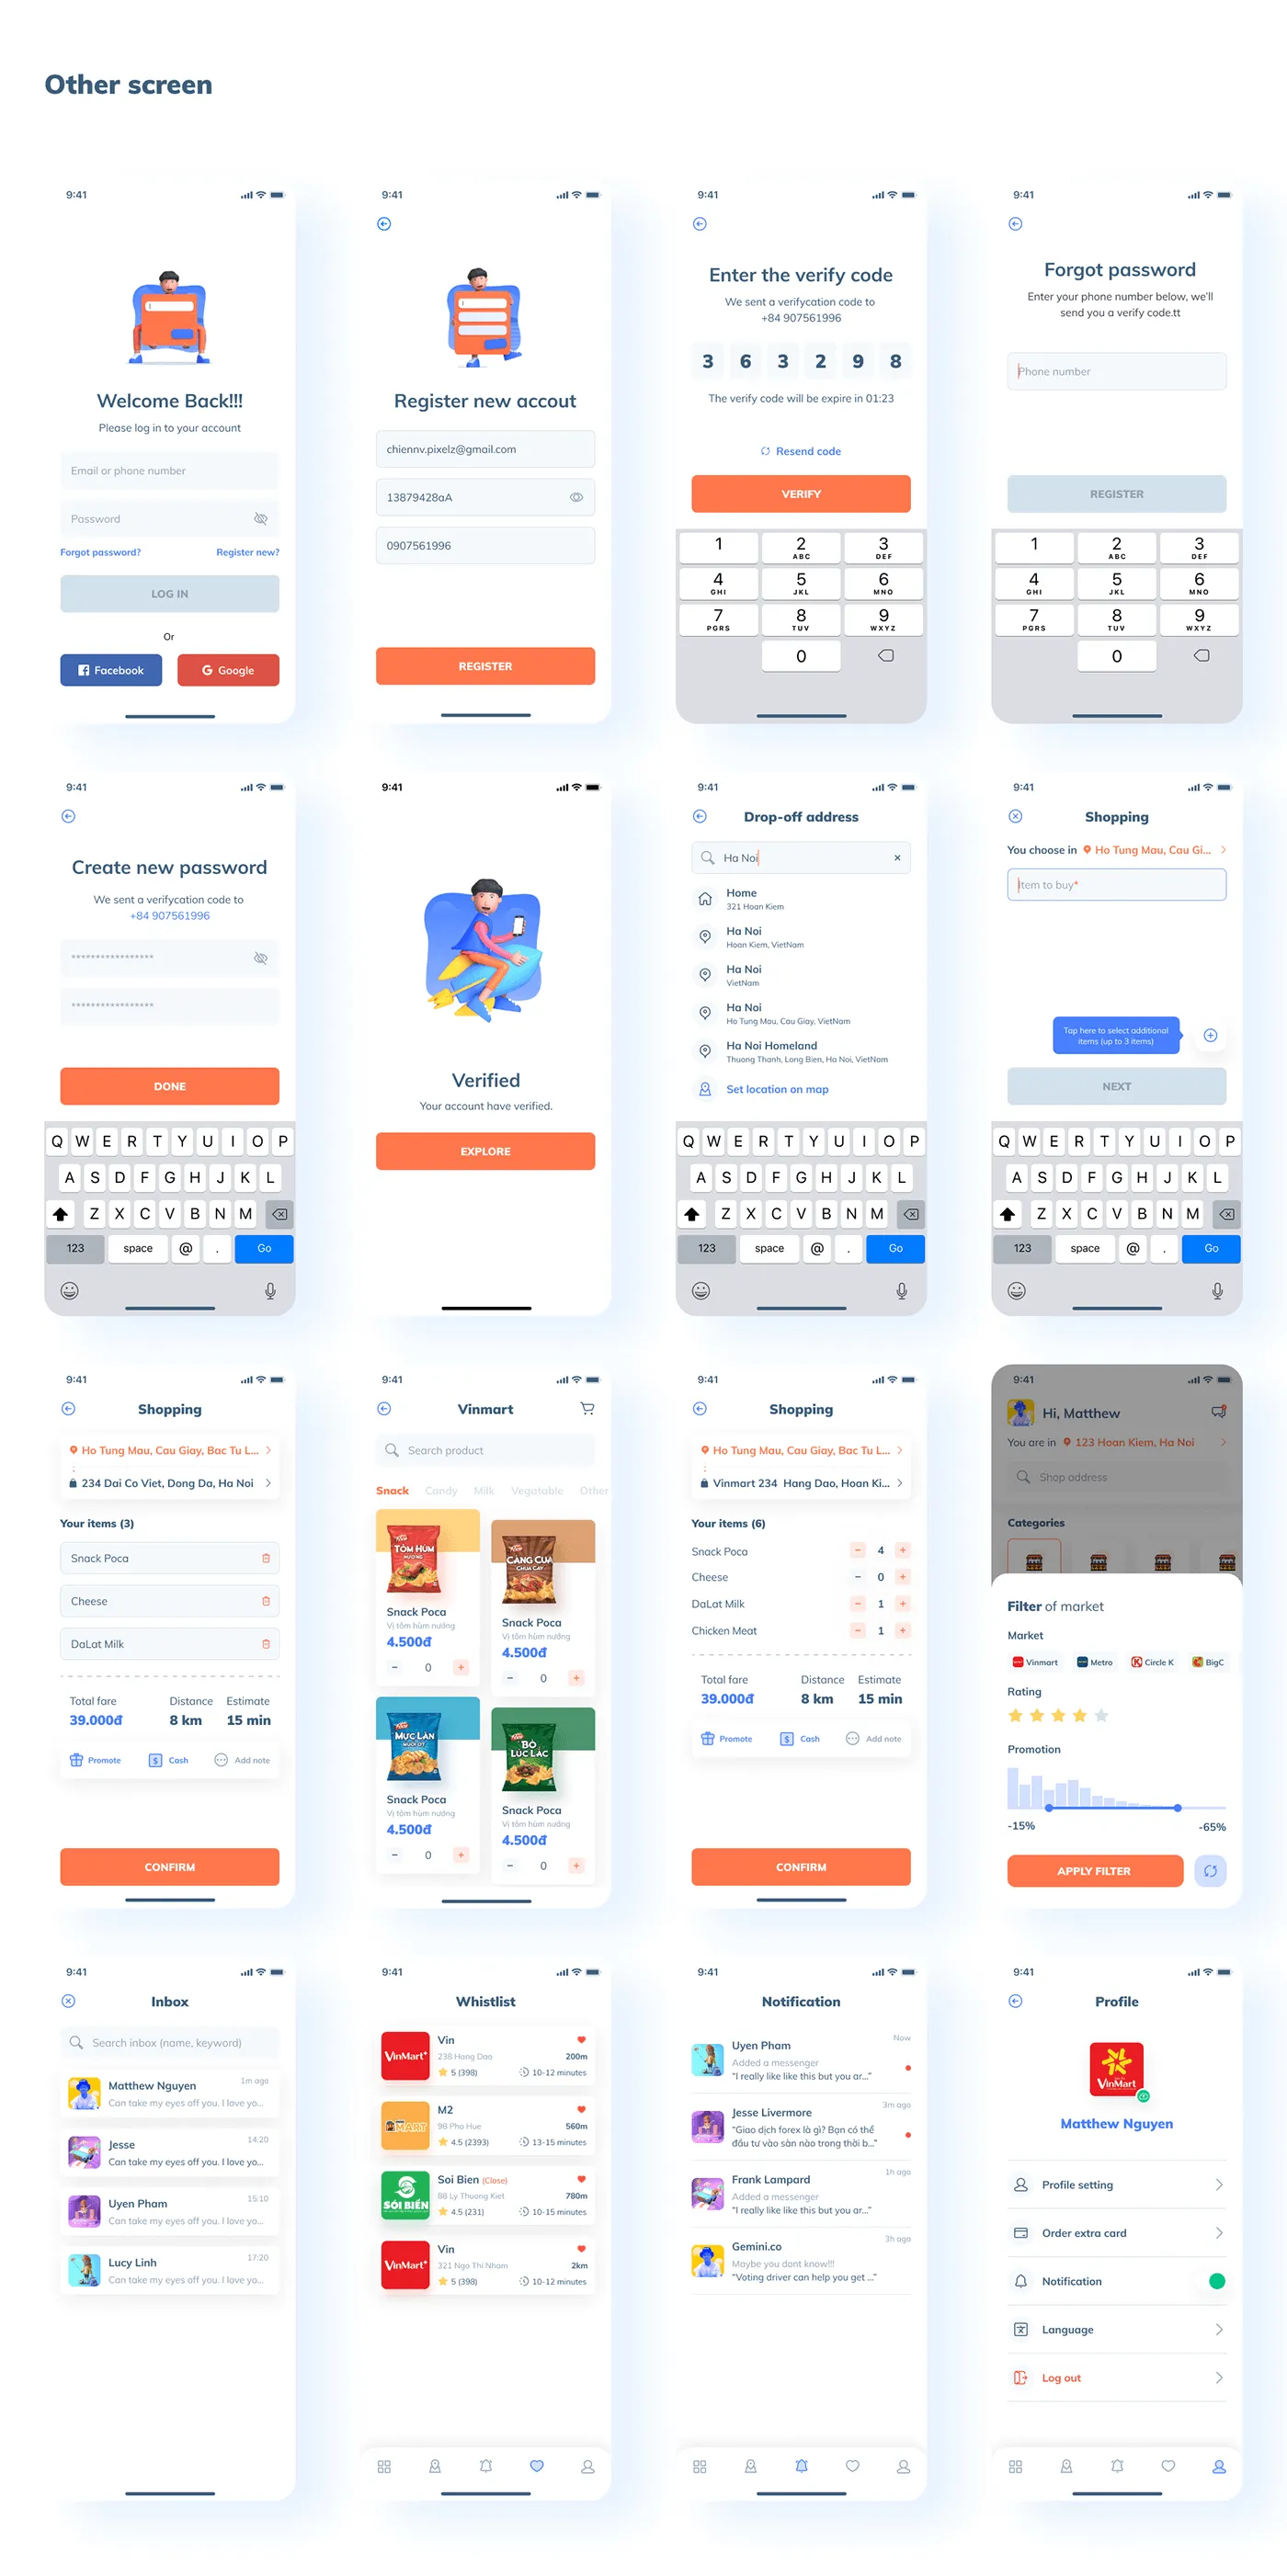 Other screen
9:41
Welcome Back!!!
Please log in to your account
Email or phone number
Password
Forgot password? Register new?
LOG IN
Or
Facebook Google
9:41
Register new accout
chiennv.pixelz@gmail.com
13879428aA
0907561996
REGISTER
9:41
Enter the verify code
We sent a verifycation code to
+84 907561996
3 6 3 2 9 8
The verify code will be expire in 01:23
Resend code
VERIFY
1 2 3
ABC DEF
4 5 6
GHI JKL MNO
7 8 9
PGRS TUV WXYZ
0
9:41
Forgot password
Enter your phone number below, we'll
send you a verify code.tt
Phone number
REGISTER
1 2 3
ABC DEF
4 5 6
GHI JKL MNO
7 8 9
PGRS TUV WXYZ
0
9:41
Create new password
We sent a verifycation code to
+84 907561996
*****************
*****************
DONE
Q W E R T Y U I O P
A S D F G H J K L
Z X C V B N M
123 space @ . Go
9:41
Verified
Your account have verified.
EXPLORE
9:41
Drop-off address
Ha Noi
Home
321 Hoan Kiem
Ha Noi
Hoan Kiem, VietNam
Ha Noi
VietNam
Ha Noi
Ho Tung Mau, Cau Giay, VietNam
Ha Noi Homeland
Thuong Thanh, Long Bien, Ha Noi, VietNam
Set location on map
Q W E R T Y U I O P
A S D F G H J K L
Z X C V B N M
123 space @ . Go
9:41
Shopping
You choose in Ho Tung Mau, Cau Gi...
Item to buy*
Tap here to select additional
items (up to 3 items)
NEXT
Q W E R T Y U I O P
A S D F G H J K L
Z X C V B N M
123 space @ . Go
9:41
Shopping
Ho Tung Mau, Cau Giay, Bac Tu L...
234 Dai Co Viet, Dong Da, Ha Noi
Your items (3)
Snack Poca
Cheese
DaLat Milk
Total fare Distance Estimate
39.000đ 8 km 15 min
Promote Cash Add note
CONFIRM
9:41
Vinmart
Search product
Snack Candy Milk Vegatable Other
TÔM HÙM
NƯỚNG
Snack Poca
Vị tôm hùm nướng
4.500đ
− 0 +
CÀNG CUA
CHUA CAY
Snack Poca
Vị tôm hùm nướng
4.500đ
− 0 +
MỰC LĂN
MUỐI ỚT
Snack Poca
Vị tôm hùm nướng
4.500đ
− 0 +
BÒ
LÚC LẮC
Snack Poca
Vị tôm hùm nướng
4.500đ
− 0 +
9:41
Shopping
Ho Tung Mau, Cau Giay, Bac Tu L...
Vinmart 234 Hang Dao, Hoan Ki...
Your items (6)
Snack Poca − 4 +
Cheese − 0 +
DaLat Milk − 1 +
Chicken Meat − 1 +
Total fare Distance Estimate
39.000đ 8 km 15 min
Promote Cash Add note
CONFIRM
9:41
Hi, Matthew
You are in 123 Hoan Kiem, Ha Noi
Shop address
Categories
Filter of market
Market
Vinmart Metro Circle K BigC
Rating
Promotion
-15% -65%
APPLY FILTER
9:41
Inbox
Search inbox (name, keyword)
Matthew Nguyen 1m ago
Can take my eyes off you. I love yo...
Jesse 14:20
Can take my eyes off you. I love yo...
Uyen Pham 15:10
Can take my eyes off you. I love yo...
Lucy Linh 17:20
Can take my eyes off you. I love yo...
9:41
Whistlist
VinMart+
Vin
238 Hang Dao 200m
5 (398) 10-12 minutes
MART
M2
98 Pho Hue 560m
4.5 (2393) 13-15 minutes
SÓI BIỂN
Soi Bien (Close)
88 Ly Thuong Kiet 780m
4.5 (231) 10-15 minutes
VinMart+
Vin
321 Ngo Thi Nham 2km
5 (398) 10-12 minutes
9:41
Notification
Now
Uyen Pham
Added a messenger
"I really like like this but you ar..."
3m ago
Jesse Livermore
"Giao dịch forex là gì? Bạn có thể
đầu tư vào sàn nào trong thời b..."
1h ago
Frank Lampard
Added a messenger
"I really like like this but you ar..."
3h ago
Gemini.co
Maybe you dont know!!!
"Voting driver can help you get ..."
9:41
Profile
VinMart
Matthew Nguyen
Profile setting
Order extra card
Notification
Language
Log out